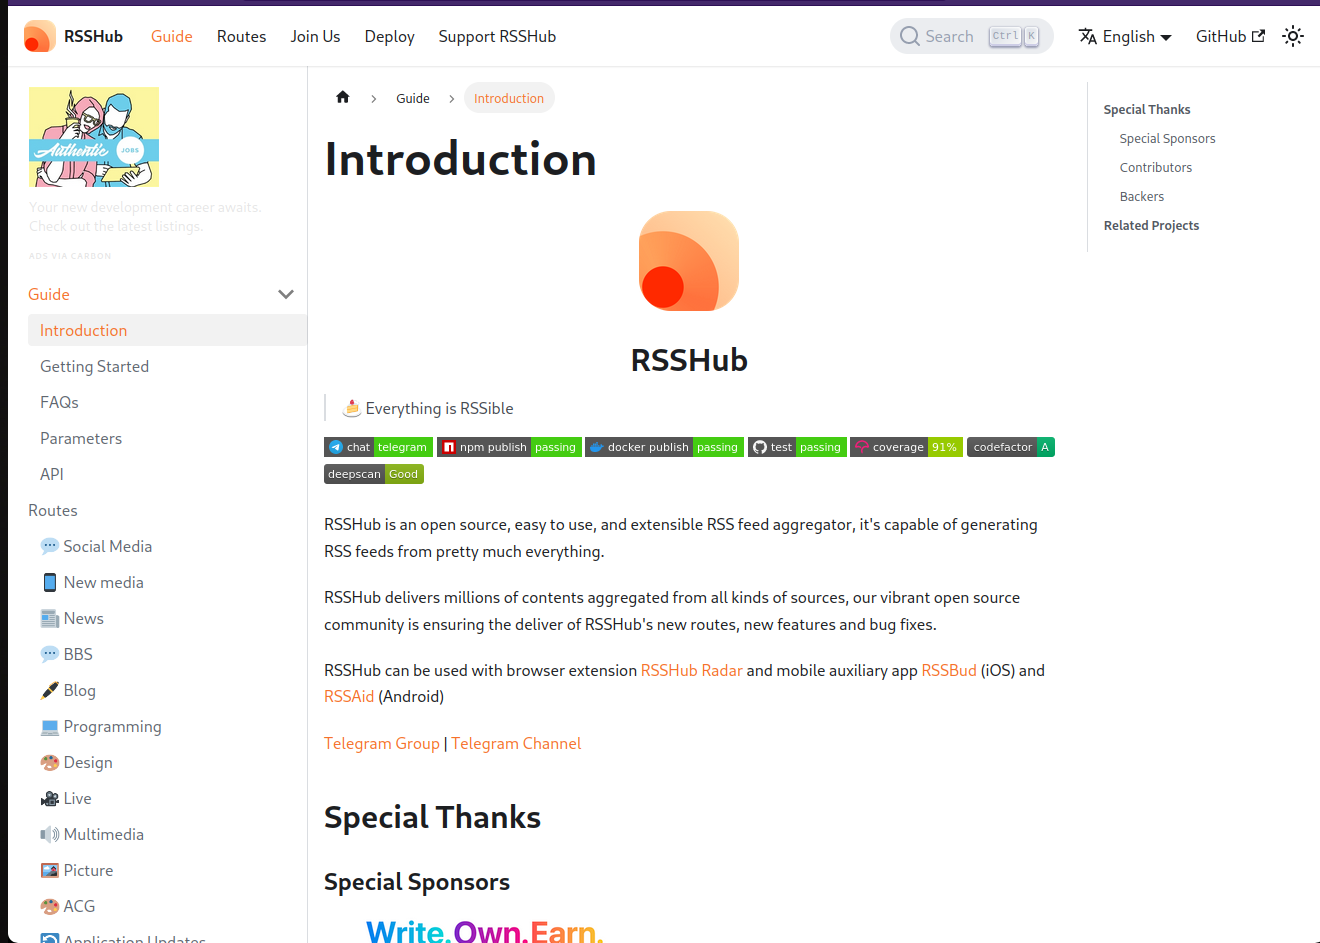 RSSHub
Guide
Routes
Join Us
Deploy
Support RSSHub
Search
Ctrl K
English
GitHub
Authentic JOBS
Your new development career awaits.
Check out the latest listings.
ADS VIA CARBON
Guide
Introduction
Getting Started
FAQs
Parameters
API
Routes
Social Media
New media
News
BBS
Blog
Programming
Design
Live
Multimedia
Picture
ACG
Application Updates
Guide
Introduction
Introduction
RSSHub
🍰 Everything is RSSible
chat telegram npm publish passing docker publish passing test passing coverage 91% codefactor A
deepscan Good
RSSHub is an open source, easy to use, and extensible RSS feed aggregator, it's capable of generating
RSS feeds from pretty much everything.
RSSHub delivers millions of contents aggregated from all kinds of sources, our vibrant open source
community is ensuring the deliver of RSSHub's new routes, new features and bug fixes.
RSSHub can be used with browser extension RSSHub Radar and mobile auxiliary app RSSBud (iOS) and
RSSAid (Android)
Telegram Group | Telegram Channel
Special Thanks
Special Sponsors
Write.Own.Earn.
Special Thanks
Special Sponsors
Contributors
Backers
Related Projects